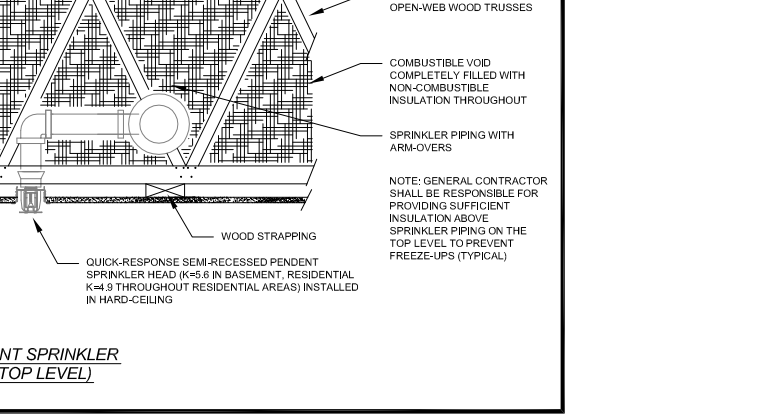 OPEN-WEB WOOD TRUSSES
COMBUSTIBLE VOID
COMPLETELY FILLED WITH
NON-COMBUSTIBLE
INSULATION THROUGHOUT
SPRINKLER PIPING WITH
ARM-OVERS
NOTE: GENERAL CONTRACTOR
SHALL BE RESPONSIBLE FOR
PROVIDING SUFFICIENT
INSULATION ABOVE
SPRINKLER PIPING ON THE
TOP LEVEL TO PREVENT
FREEZE-UPS (TYPICAL)
WOOD STRAPPING
QUICK-RESPONSE SEMI-RECESSED PENDENT
SPRINKLER HEAD (K=5.6 IN BASEMENT, RESIDENTIAL
K=4.9 THROUGHOUT RESIDENTIAL AREAS) INSTALLED
IN HARD-CEILING
NT SPRINKLER
TOP LEVEL)